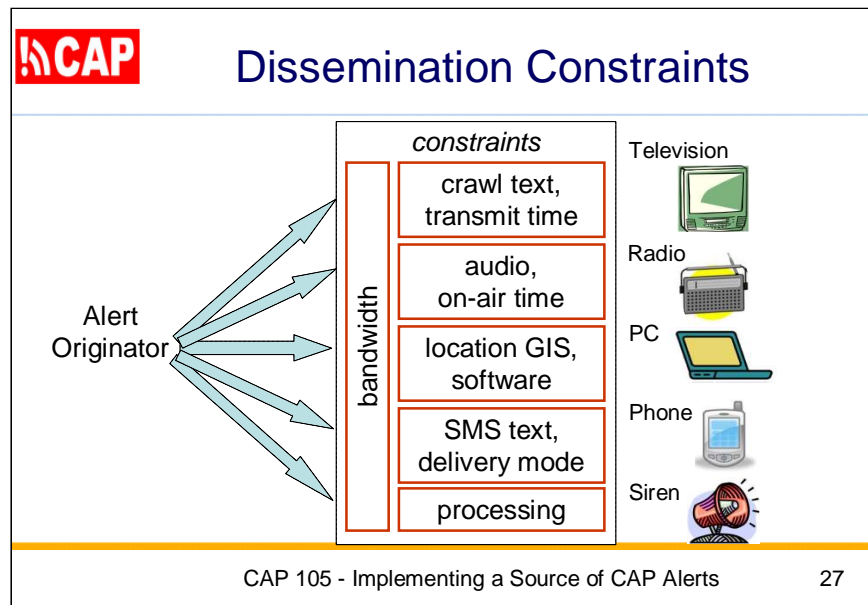 CAP
Dissemination Constraints
constraints
Alert
Originator
bandwidth
crawl text,
transmit time
Television
audio,
on-air time
Radio
location GIS,
software
PC
SMS text,
delivery mode
Phone
processing
Siren
CAP 105 - Implementing a Source of CAP Alerts
27